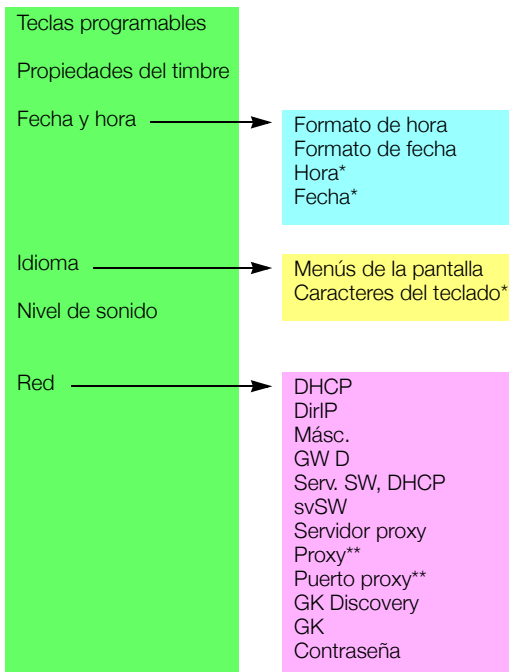 Teclas programables
Propiedades del timbre
Fecha y hora
Formato de hora
Formato de fecha
Hora*
Fecha*
Idioma
Menús de la pantalla
Caracteres del teclado*
Nivel de sonido
Red
DHCP
DirIP
Másc.
GW D
Serv. SW, DHCP
svSW
Servidor proxy
Proxy**
Puerto proxy**
GK Discovery
GK
Contraseña